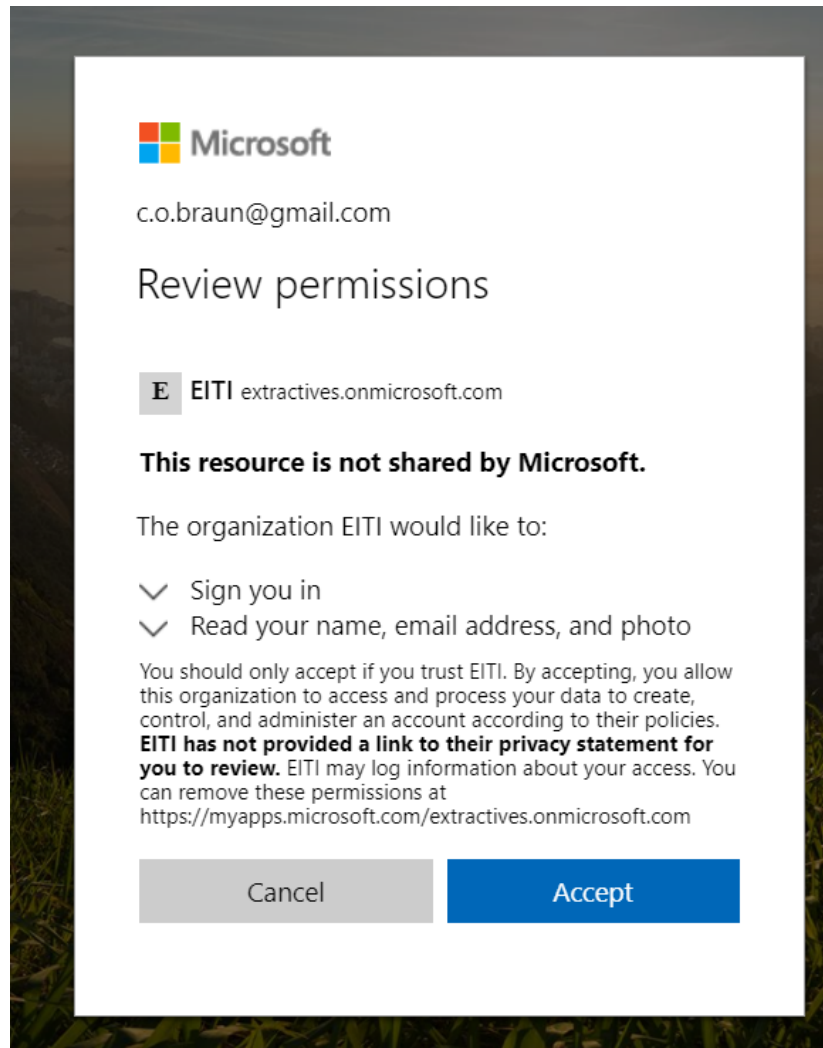 Microsoft
c.o.braun@gmail.com
Review permissions
E EITI extractives.onmicrosoft.com
This resource is not shared by Microsoft.
The organization EITI would like to:
Sign you in
Read your name, email address, and photo
You should only accept if you trust EITI. By accepting, you allow
this organization to access and process your data to create,
control, and administer an account according to their policies.
EITI has not provided a link to their privacy statement for
you to review. EITI may log information about your access. You
can remove these permissions at
https://myapps.microsoft.com/extractives.onmicrosoft.com
Cancel Accept